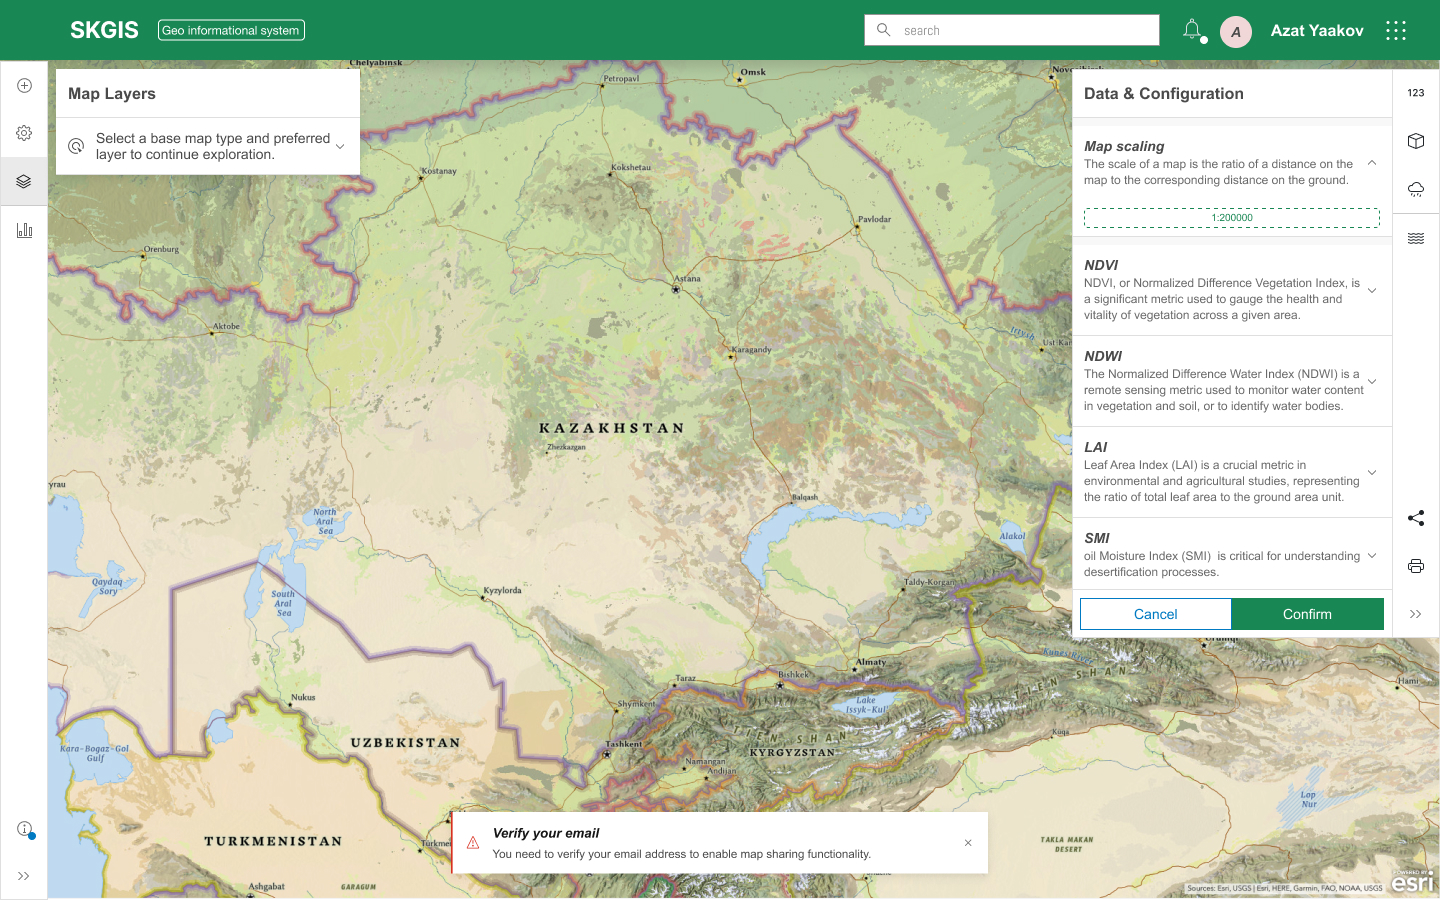 SKGIS
Geo informational system
search
A
Azat Yaakov
Map Layers
Select a base map type and preferred
layer to continue exploration.
Data & Configuration
Map scaling
The scale of a map is the ratio of a distance on the
map to the corresponding distance on the ground.
1:200000
NDVI
NDVI, or Normalized Difference Vegetation Index, is
a significant metric used to gauge the health and
vitality of vegetation across a given area.
NDWI
The Normalized Difference Water Index (NDWI) is a
remote sensing metric used to monitor water content
in vegetation and soil, or to identify water bodies.
LAI
Leaf Area Index (LAI) is a crucial metric in
environmental and agricultural studies, representing
the ratio of total leaf area to the ground area unit.
SMI
oil Moisture Index (SMI)  is critical for understanding
desertification processes.
Cancel
Confirm
123
Chelyabinsk
Petropavl
Omsk
Kostanay
Kokshetau
Pavlodar
Orenburg
Astana
Aktobe
Irtysh
Karagandy
KAZAKHSTAN
Zhezkazgan
Balqash
North
Aral
Sea
Alakol
Qaydaq
Sory
South
Aral
Sea
Kyzylorda
Taldy-Korgan
Almaty
Taraz
Bishkek
Kunes River
TIEN SHAN
Hami
Nukus
Shymkent
Lake
Issyk-Kul'
TIEN SHAN
Kuqa
Kara-Bogaz-Gol
Gulf
UZBEKISTAN
Tashkent
KYRGYZSTAN
Namangan
Andijan
Lop
Nur
TURKMENISTAN
TAKLA MAKAN
DESERT
Ashgabat
GARAGUM
Verify your email
You need to verify your email address to enable map sharing functionality.
Sources: Esri, USGS | Esri, HERE, Garmin, FAO, NOAA, USGS
POWERED BY
esri